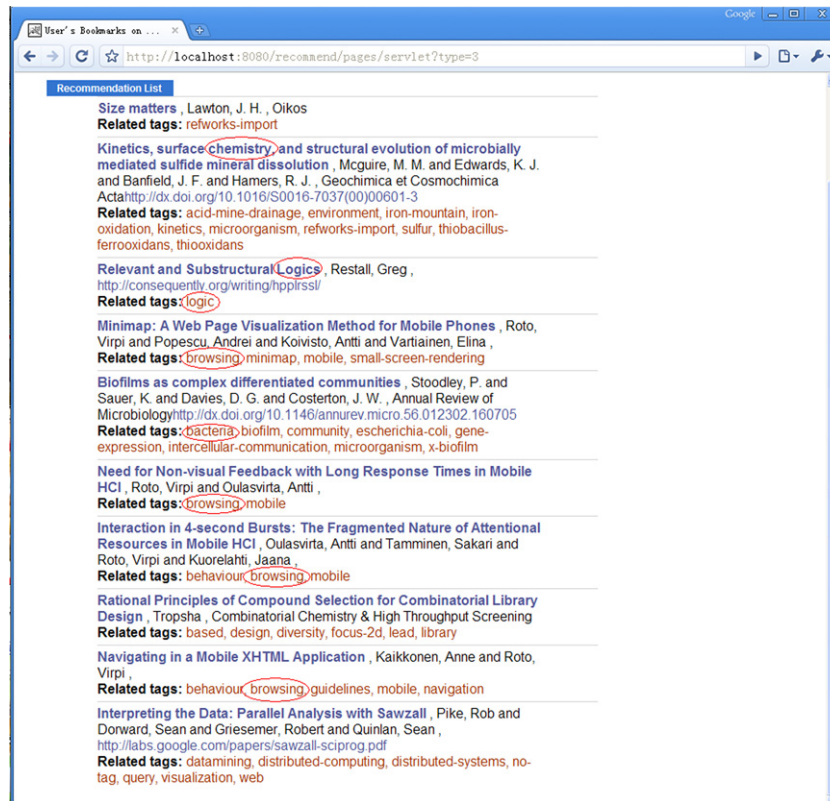 Google
User's Bookmarks on ...
http://localhost:8080/recommend/pages/servlet?type=3
Recommendation List
Size matters , Lawton, J. H. , Oikos
Related tags: refworks-import
Kinetics, surface chemistry, and structural evolution of microbially
mediated sulfide mineral dissolution , Mcguire, M. M. and Edwards, K. J.
and Banfield, J. F. and Hamers, R. J. , Geochimica et Cosmochimica
Actahttp://dx.doi.org/10.1016/S0016-7037(00)00601-3
Related tags: acid-mine-drainage, environment, iron-mountain, iron-
oxidation, kinetics, microorganism, refworks-import, sulfur, thiobacillus-
ferrooxidans, thiooxidans
Relevant and Substructural Logics , Restall, Greg ,
http://consequently.org/writing/hpplrssl/
Related tags: logic
Minimap: A Web Page Visualization Method for Mobile Phones , Roto,
Virpi and Popescu, Andrei and Koivisto, Antti and Vartiainen, Elina ,
Related tags: browsing, minimap, mobile, small-screen-rendering
Biofilms as complex differentiated communities , Stoodley, P. and
Sauer, K. and Davies, D. G. and Costerton, J. W. , Annual Review of
Microbiologyhttp://dx.doi.org/10.1146/annurev.micro.56.012302.160705
Related tags: bacteria, biofilm, community, escherichia-coli, gene-
expression, intercellular-communication, microorganism, x-biofilm
Need for Non-visual Feedback with Long Response Times in Mobile
HCI , Roto, Virpi and Oulasvirta, Antti ,
Related tags: browsing, mobile
Interaction in 4-second Bursts: The Fragmented Nature of Attentional
Resources in Mobile HCI , Oulasvirta, Antti and Tamminen, Sakari and
Roto, Virpi and Kuorelahti, Jaana ,
Related tags: behaviour, browsing, mobile
Rational Principles of Compound Selection for Combinatorial Library
Design , Tropsha , Combinatorial Chemistry & High Throughput Screening
Related tags: based, design, diversity, focus-2d, lead, library
Navigating in a Mobile XHTML Application , Kaikkonen, Anne and Roto,
Virpi ,
Related tags: behaviour, browsing, guidelines, mobile, navigation
Interpreting the Data: Parallel Analysis with Sawzall , Pike, Rob and
Dorward, Sean and Griesemer, Robert and Quinlan, Sean ,
http://labs.google.com/papers/sawzall-sciprog.pdf
Related tags: datamining, distributed-computing, distributed-systems, no-
tag, query, visualization, web